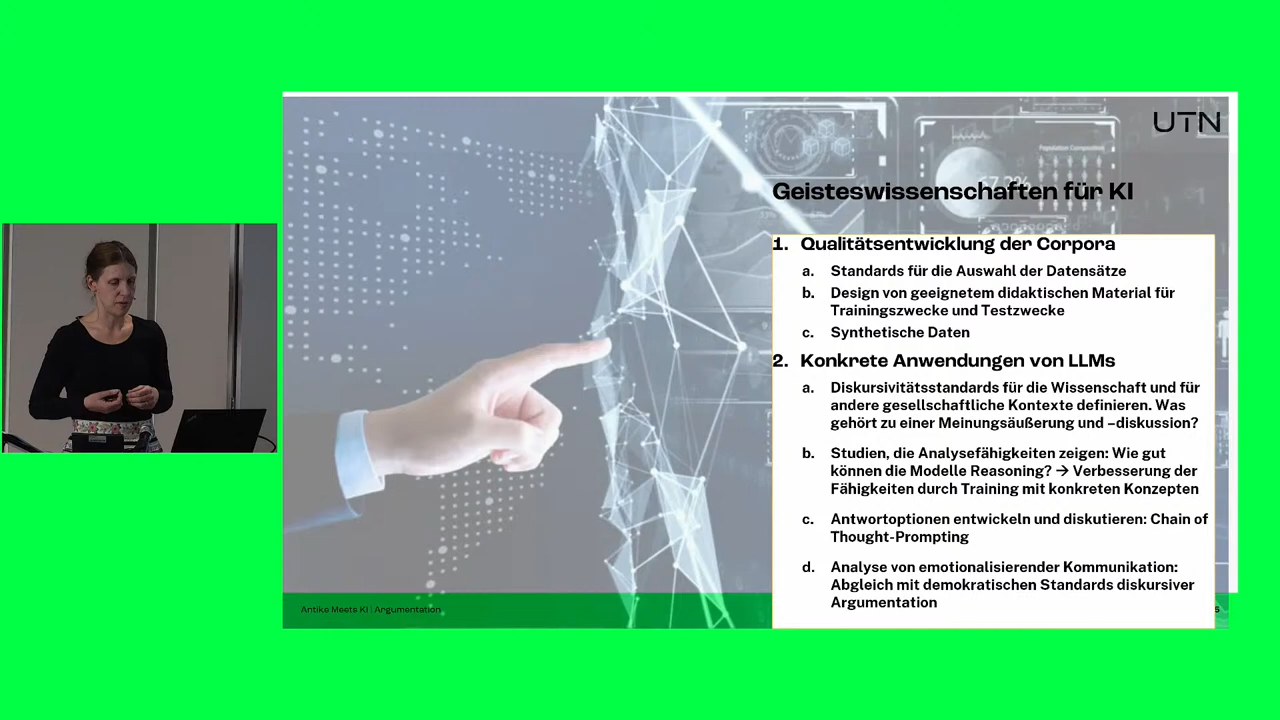 UTN
Population Composition
67.2%
Geisteswissenschaften für KI
1. Qualitätsentwicklung der Corpora
a. Standards für die Auswahl der Datensätze
b. Design von geeignetem didaktischen Material für
Trainingszwecke und Testzwecke
c. Synthetische Daten
2. Konkrete Anwendungen von LLMs
a. Diskursivitätsstandards für die Wissenschaft und für
andere gesellschaftliche Kontexte definieren. Was
gehört zu einer Meinungsäußerung und –diskussion?
b. Studien, die Analysefähigkeiten zeigen: Wie gut
können die Modelle Reasoning? → Verbesserung der
Fähigkeiten durch Training mit konkreten Konzepten
c. Antwortoptionen entwickeln und diskutieren: Chain of
Thought-Prompting
d. Analyse von emotionalisierender Kommunikation:
Abgleich mit demokratischen Standards diskursiver
Argumentation
Antike Meets KI | Argumentation